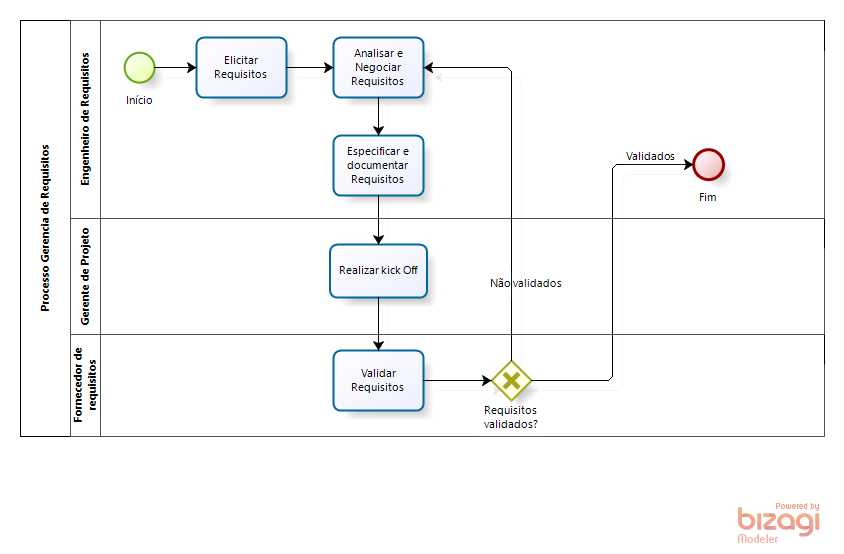 Processo Gerencia de Requisitos
Engenheiro de Requisitos
Início
Elicitar
Requisitos
Analisar e
Negociar
Requisitos
Especificar e
documentar
Requisitos
Validados
Fim
Gerente de Projeto
Realizar kick Off
Não validados
Fornecedor de
requisitos
Validar
Requisitos
Requisitos
validados?
Powered by
bizagi
Modeler